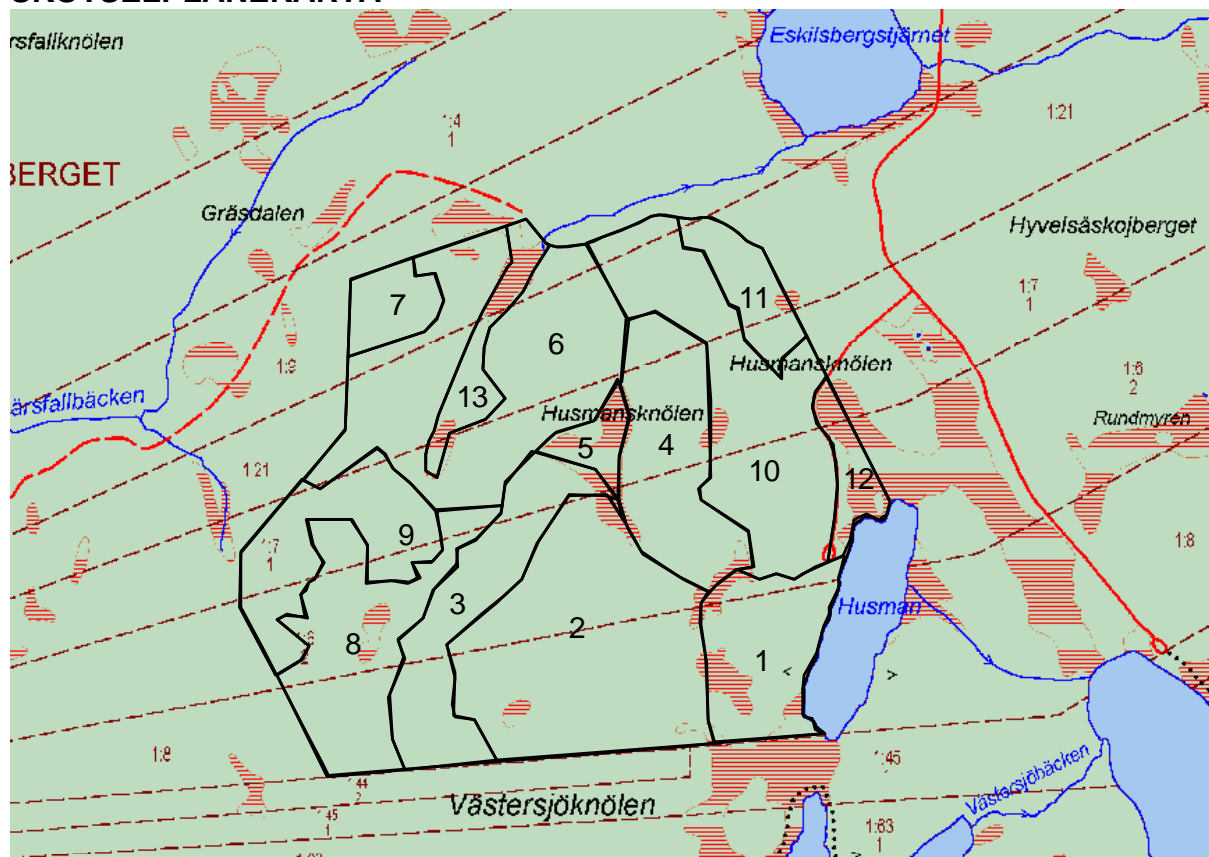 SKÖTSELPLANEKARTA
rsfallknölen
Eskilsbergstjärnet
1:4
1
1:21
BERGET
Gräsdalen
Hyvelsåskojberget
1:7
1
7
11
6
1:9
Husmansknölen
1:6
2
ärsfallbäcken
13
Husmansknölen
Rundmyren
5
4
1:21
10
12
9
1:7
1
1:8
3
Husman
2
8
1
< >
1:8
1:45
2
44
2
Västersjöknölen
Västersjöbäcken
45
1
1:63
1